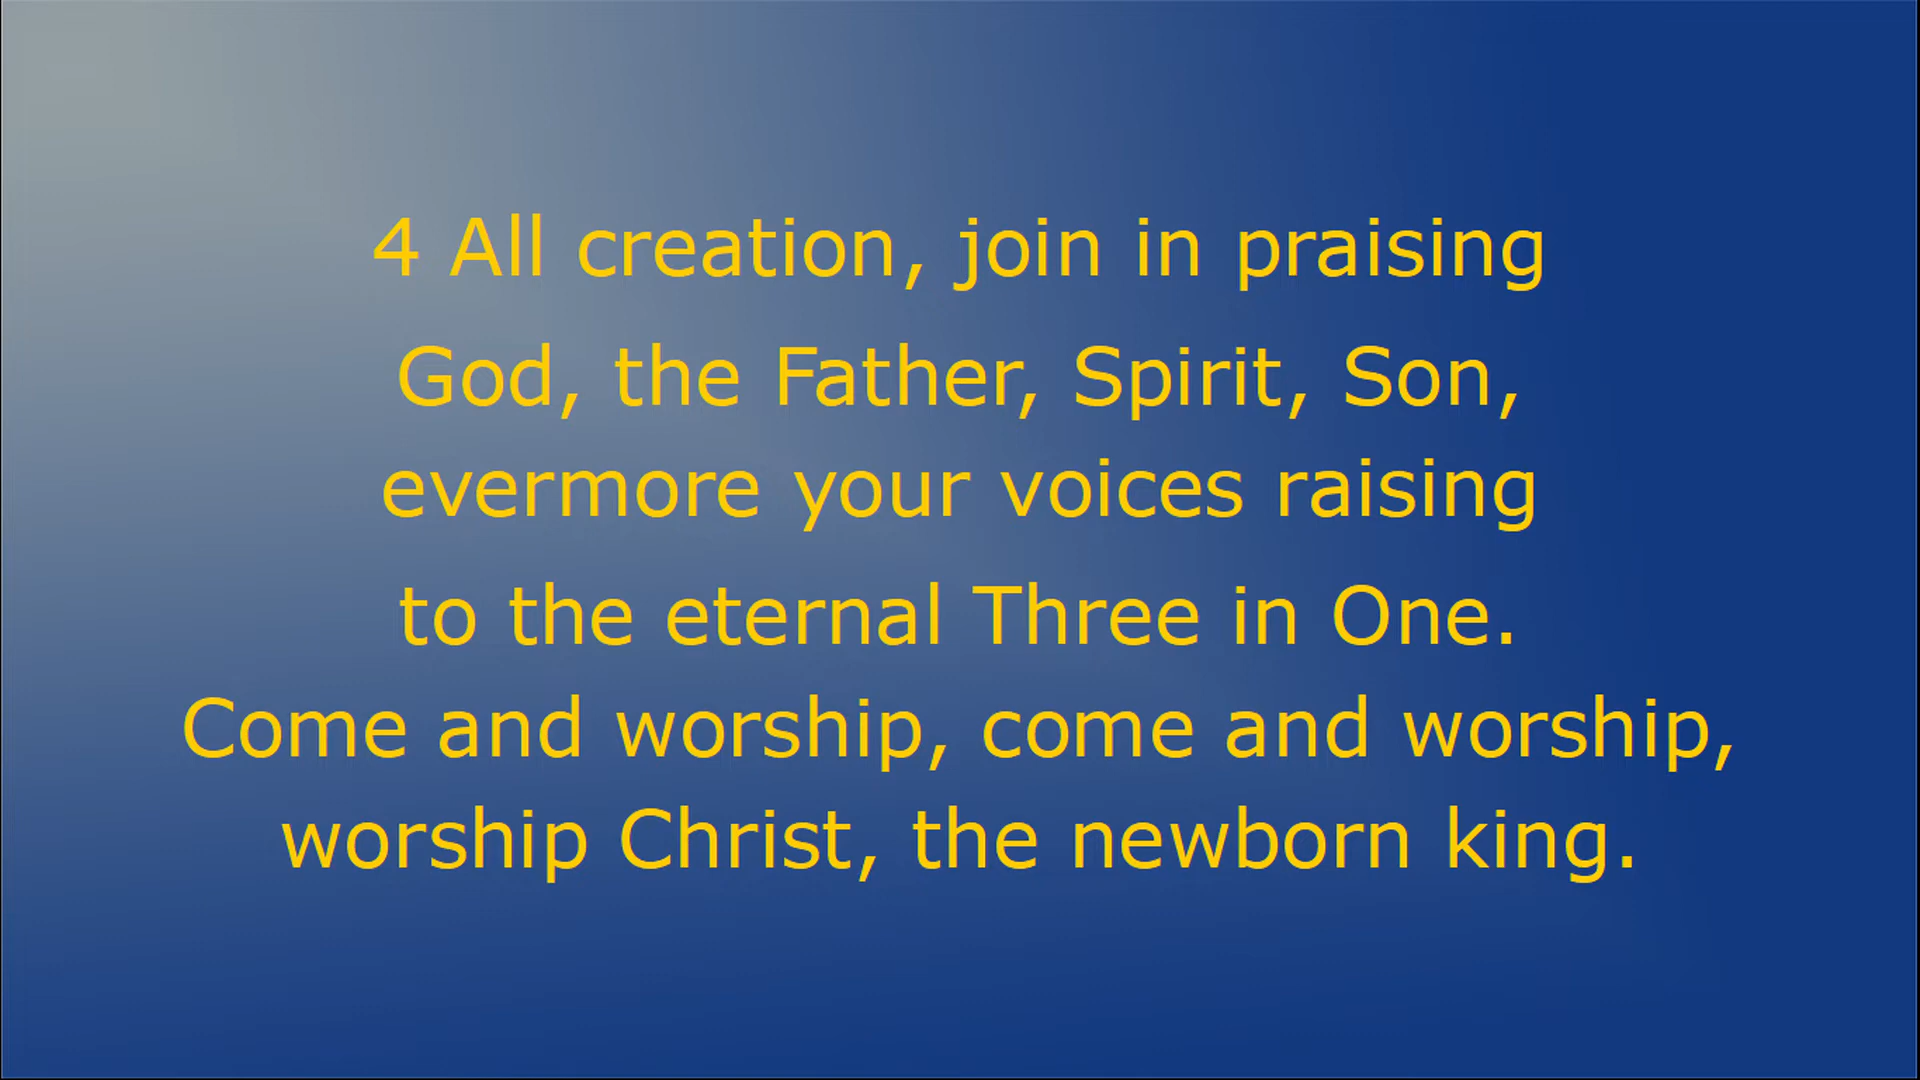 4 All creation, join in praising
God, the Father, Spirit, Son,
evermore your voices raising
to the eternal Three in One.
Come and worship, come and worship,
worship Christ, the newborn king.